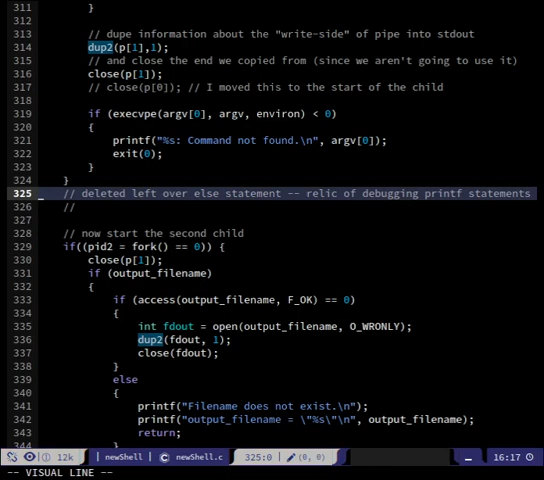 311 }
312
313 // dupe information about the "write-side" of pipe into stdout
314 dup2(p[1],1);
315 // and close the end we copied from (since we aren't going to use it)
316 close(p[1]);
317 // close(p[0]); // I moved this to the start of the child
318
319 if (execvpe(argv[0], argv, environ) < 0)
320 {
321 printf("%s: Command not found.\n", argv[0]);
322 exit(0);
323 }
324 }
325 // deleted left over else statement -- relic of debugging printf statements
326 //
327
328 // now start the second child
329 if((pid2 = fork() == 0)) {
330 close(p[1]);
331 if (output_filename)
332 {
333 if (access(output_filename, F_OK) == 0)
334 {
335 int fdout = open(output_filename, O_WRONLY);
336 dup2(fdout, 1);
337 close(fdout);
338 }
339 else
340 {
341 printf("Filename does not exist.\n");
342 printf("output_filename = \"%s\"\n", output_filename);
343 return;
344 }
12k | newShell | C newShell.c 325:0 (0, 0) 16:17
-- VISUAL LINE --